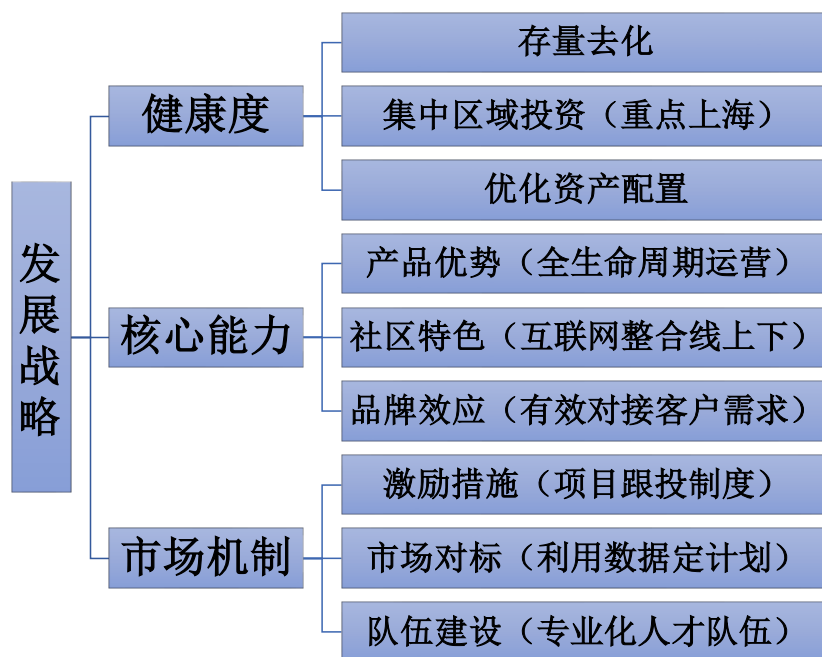 发展战略
健康度
存量去化
集中区域投资（重点上海）
优化资产配置
核心能力
产品优势（全生命周期运营）
社区特色（互联网整合线上下）
品牌效应（有效对接客户需求）
市场机制
激励措施（项目跟投制度）
市场对标（利用数据定计划）
队伍建设（专业化人才队伍）